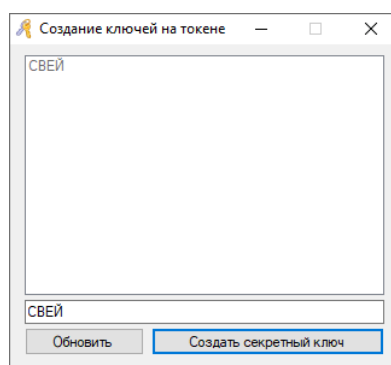 Создание ключей на токене
СВЕЙ
СВЕЙ
Обновить
Создать секретный ключ